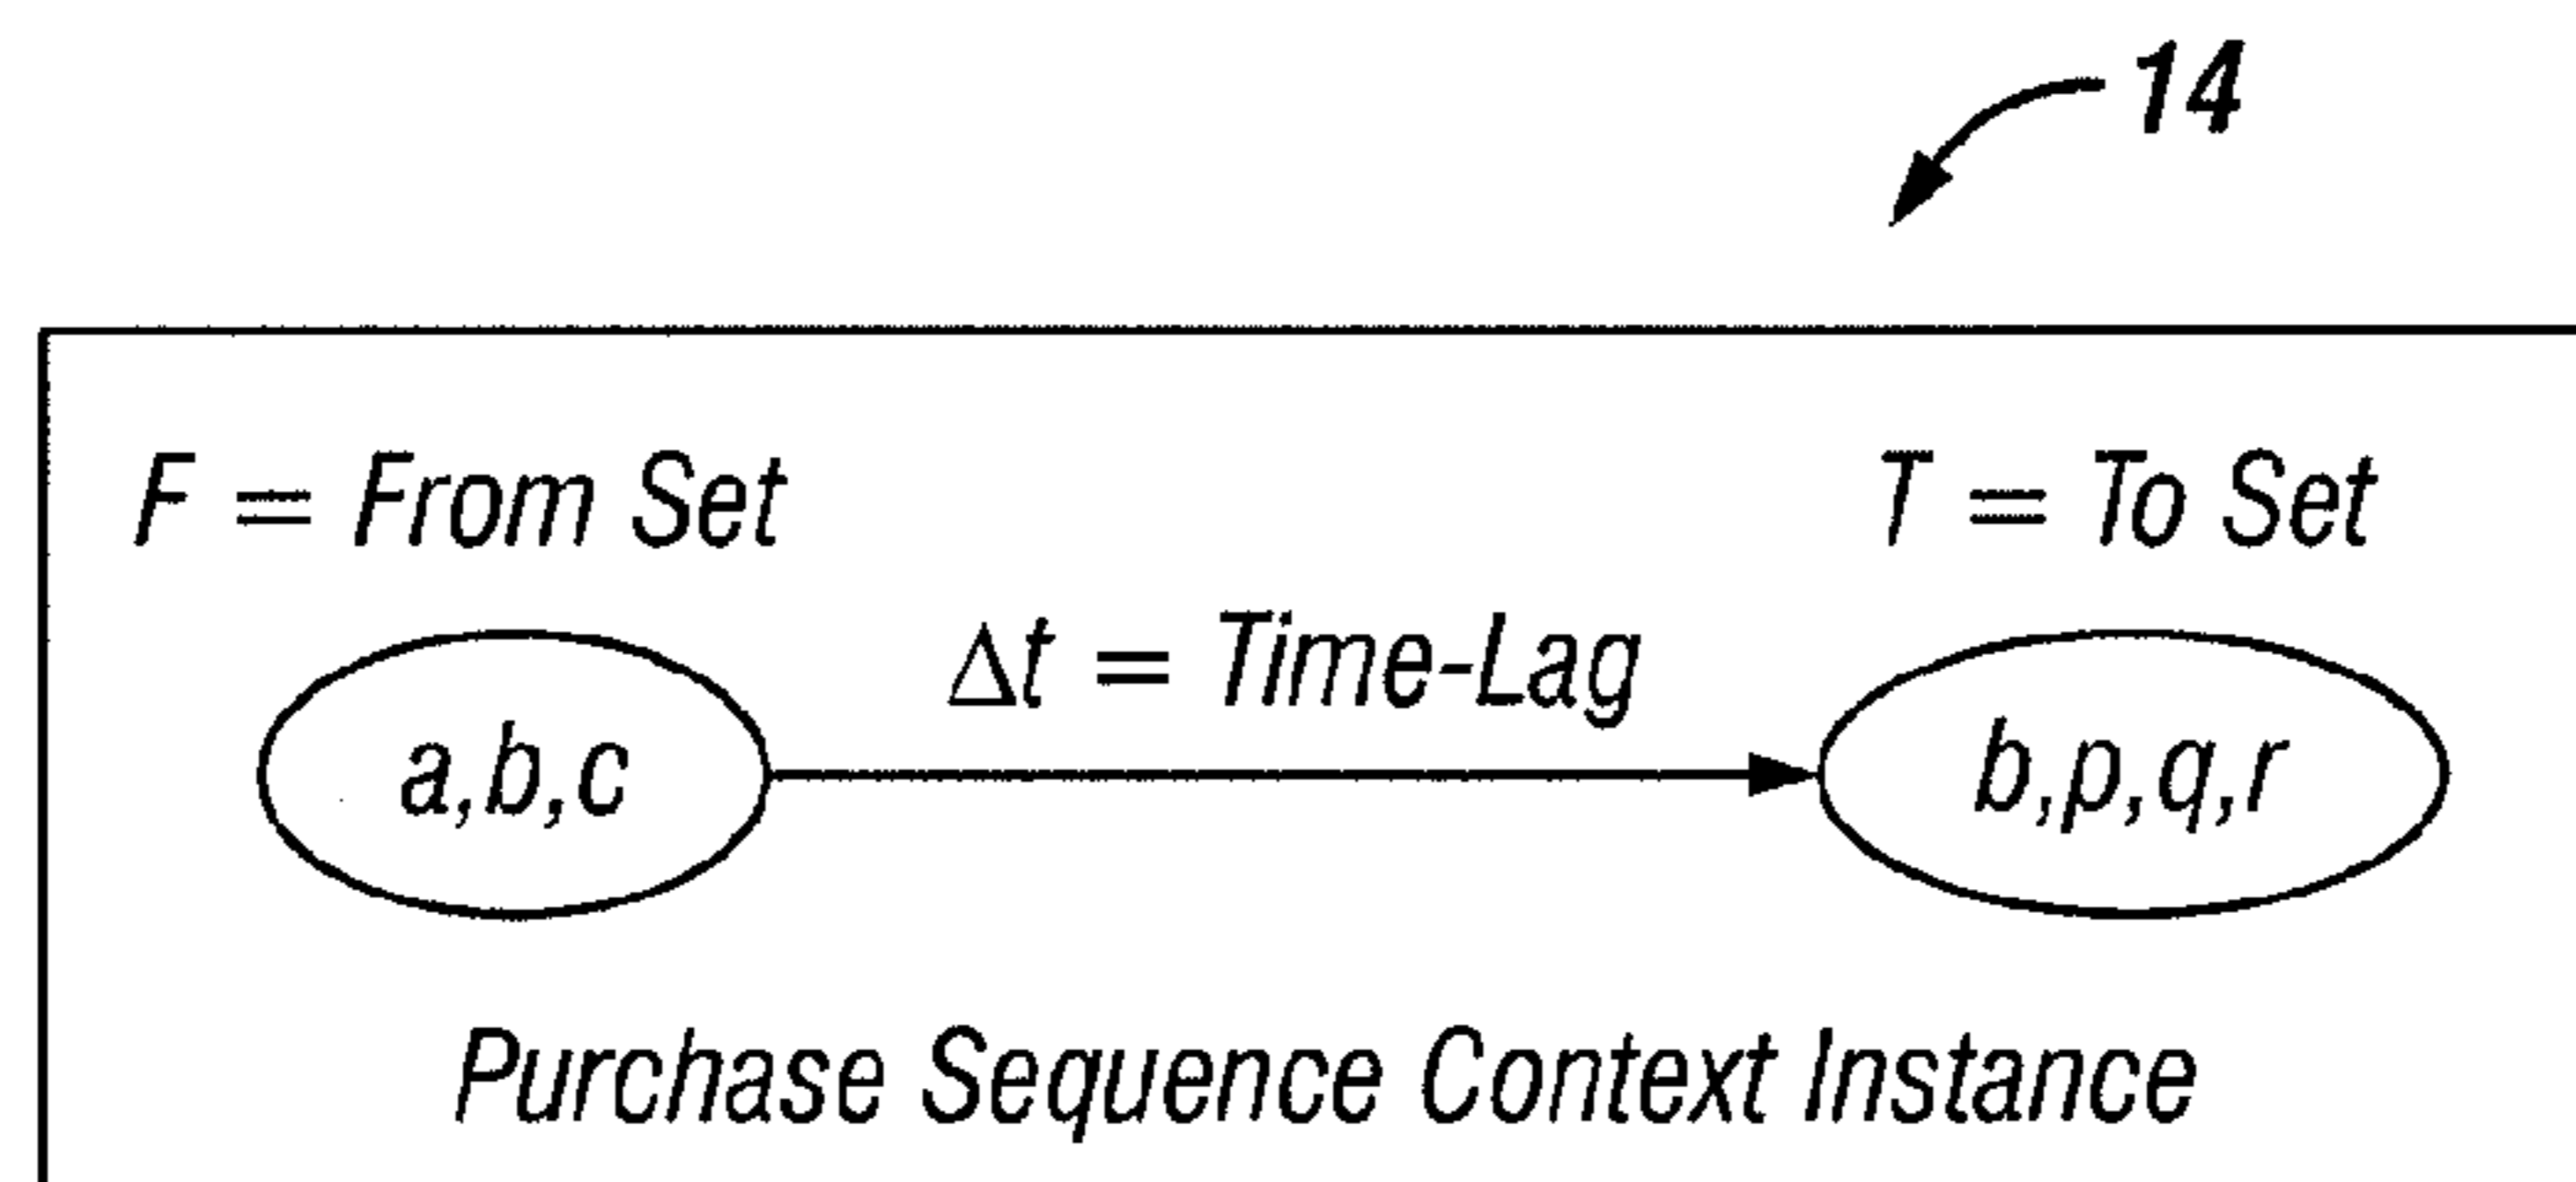 14
F = From Set T = To Set
Δt = Time-Lag
a,b,c b,p,q,r
Purchase Sequence Context Instance